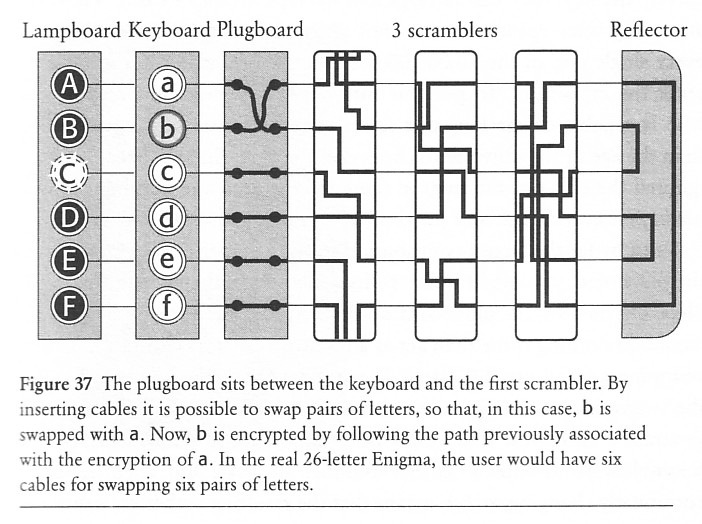 Lampboard Keyboard Plugboard 3 scramblers Reflector
A a
B b
C c
D d
E e
F f
Figure 37 The plugboard sits between the keyboard and the first scrambler. By
inserting cables it is possible to swap pairs of letters, so that, in this case, b is
swapped with a. Now, b is encrypted by following the path previously associated
with the encryption of a. In the real 26-letter Enigma, the user would have six
cables for swapping six pairs of letters.